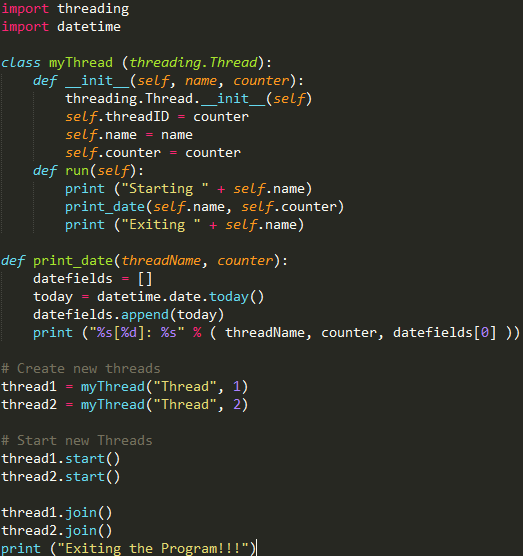 import threading
import datetime

class myThread (threading.Thread):
    def __init__(self, name, counter):
        threading.Thread.__init__(self)
        self.threadID = counter
        self.name = name
        self.counter = counter
    def run(self):
        print ("Starting " + self.name)
        print_date(self.name, self.counter)
        print ("Exiting " + self.name)

def print_date(threadName, counter):
    datefields = []
    today = datetime.date.today()
    datefields.append(today)
    print ("%s[%d]: %s" % ( threadName, counter, datefields[0] ))

# Create new threads
thread1 = myThread("Thread", 1)
thread2 = myThread("Thread", 2)

# Start new Threads
thread1.start()
thread2.start()

thread1.join()
thread2.join()
print ("Exiting the Program!!!")